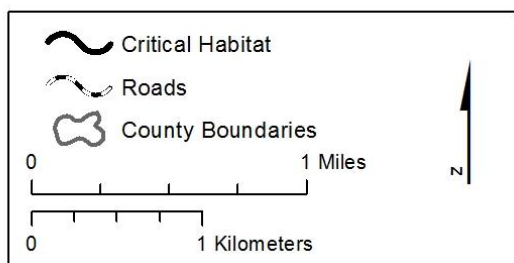 Critical Habitat
Roads
County Boundaries
0 1 Miles
0 1 Kilometers
N